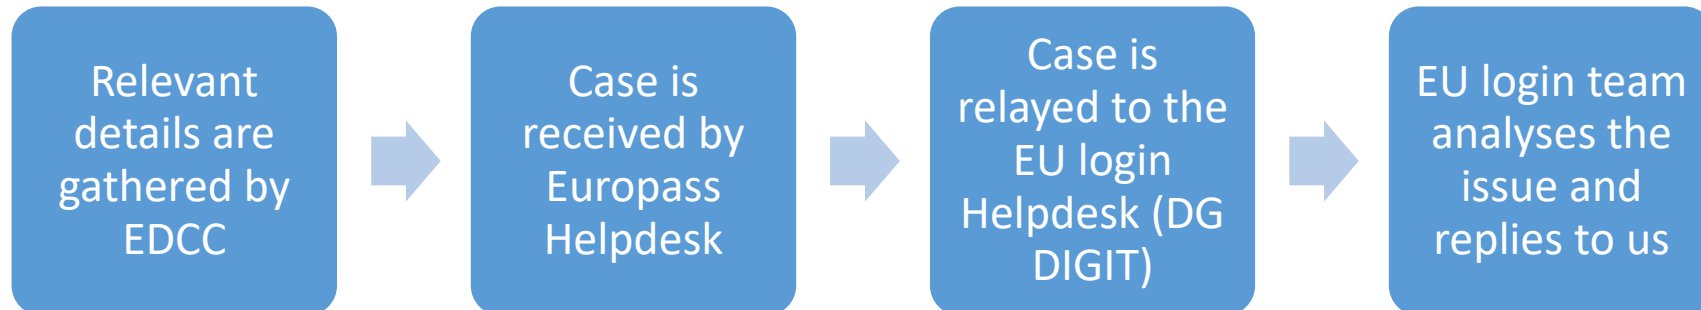 Relevant
details are
gathered by
EDCC
Case is
received by
Europass
Helpdesk
Case is
relayed to the
EU login
Helpdesk (DG
DIGIT)
EU login team
analyses the
issue and
replies to us